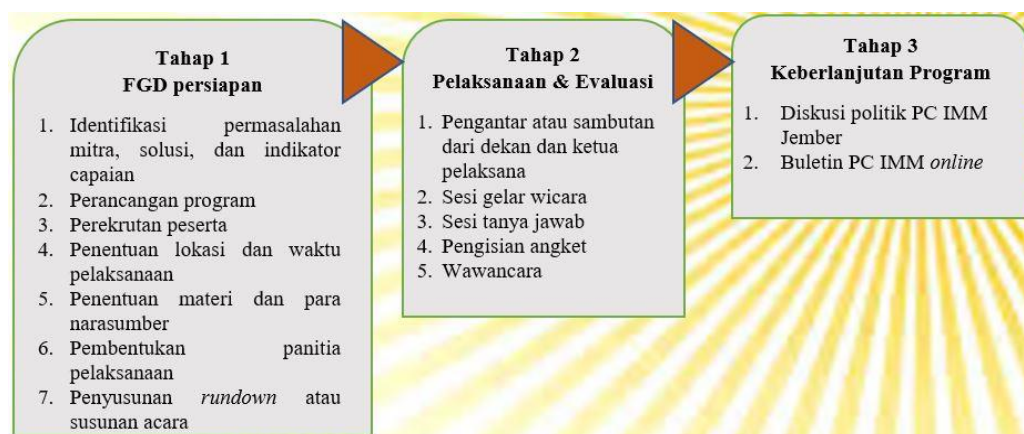 Tahap 1
FGD persiapan
1. Identifikasi permasalahan
mitra, solusi, dan indikator
capaian
2. Perancangan program
3. Perekrutan peserta
4. Penentuan lokasi dan waktu
pelaksanaan
5. Penentuan materi dan para
narasumber
6. Pembentukan panitia
pelaksanaan
7. Penyusunan rundown atau
susunan acara
Tahap 2
Pelaksanaan & Evaluasi
1. Pengantar atau sambutan
dari dekan dan ketua
pelaksana
2. Sesi gelar wicara
3. Sesi tanya jawab
4. Pengisian angket
5. Wawancara
Tahap 3
Keberlanjutan Program
1. Diskusi politik PC IMM
Jember
2. Buletin PC IMM online